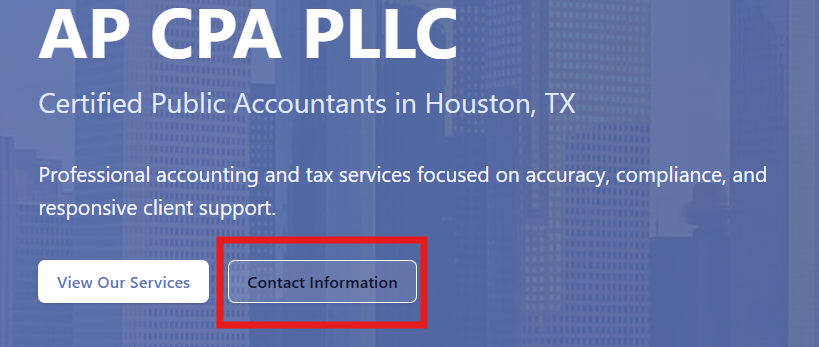 AP CPA PLLC
Certified Public Accountants in Houston, TX
Professional accounting and tax services focused on accuracy, compliance, and
responsive client support.
View Our Services
Contact Information